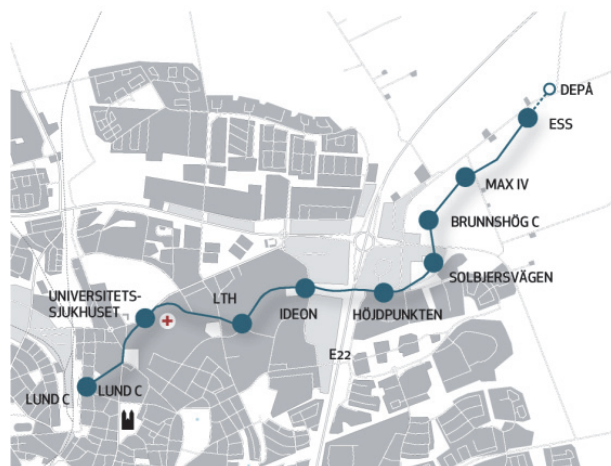 DEPÅ
ESS
MAX IV
BRUNNSHÖG C
SOLBJERSVÄGEN
UNIVERSITETS-
SJUKHUSET
LTH
IDEON
HÖJDPUNKTEN
E22
LUND C
LUND C